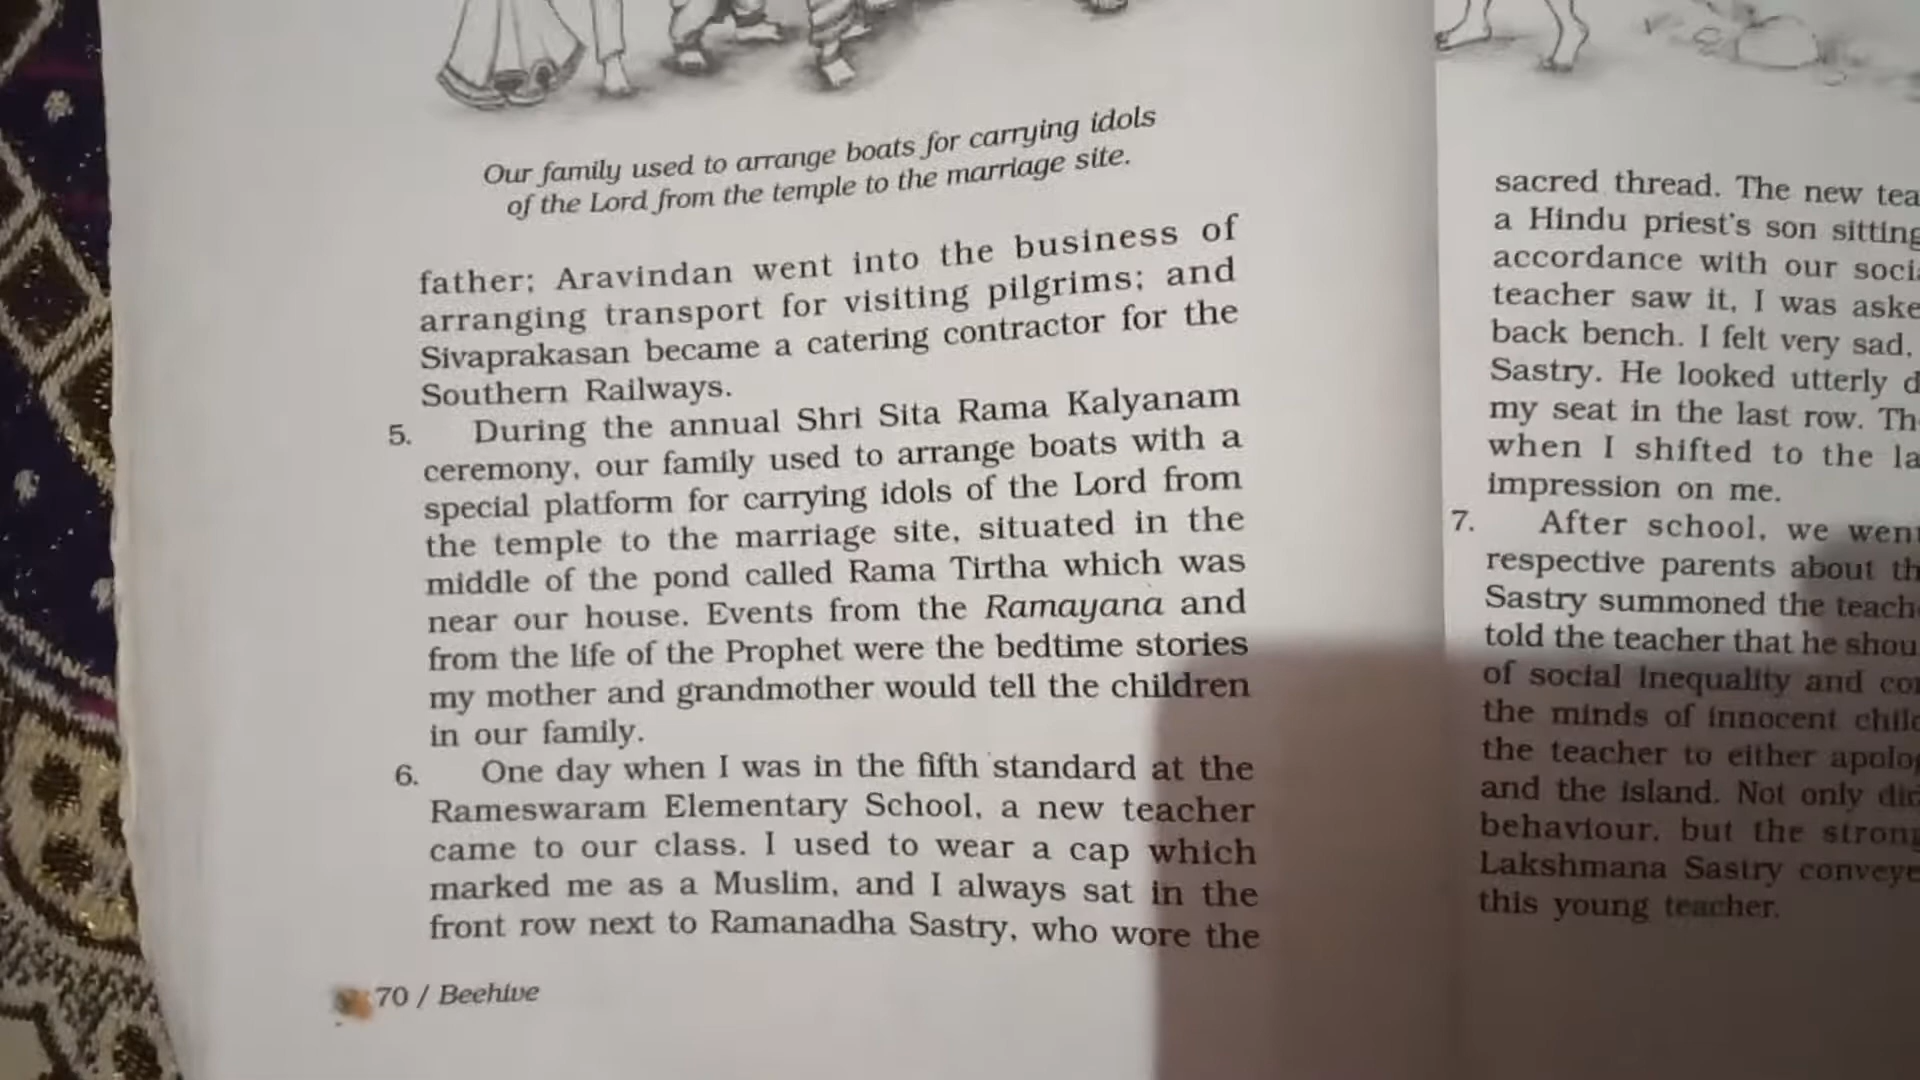 Our family used to arrange boats for carrying idols
of the Lord from the temple to the marriage site.
father; Aravindan went into the business of
arranging transport for visiting pilgrims; and
Sivaprakasan became a catering contractor for the
Southern Railways.
5. During the annual Shri Sita Rama Kalyanam
ceremony, our family used to arrange boats with a
special platform for carrying idols of the Lord from
the temple to the marriage site, situated in the
middle of the pond called Rama Tirtha which was
near our house. Events from the Ramayana and
from the life of the Prophet were the bedtime stories
my mother and grandmother would tell the children
in our family.
6. One day when I was in the fifth standard at the
Rameswaram Elementary School, a new teacher
came to our class. I used to wear a cap which
marked me as a Muslim, and I always sat in the
front row next to Ramanadha Sastry, who wore the
70 / Beehive
sacred thread. The new
a Hindu priest's son sitting
accordance with our
teacher saw it, I was
back bench. I felt very sad,
Sastry. He looked utterly
my seat in the last row.
when I shifted to the
impression on me.
7. After school, we
respective parents about
Sastry summoned the
told the teacher that he
of social inequality and
the minds of innocent
the teacher to either
and the island. Not only
behaviour, but the
Lakshmana Sastry
this young teacher.